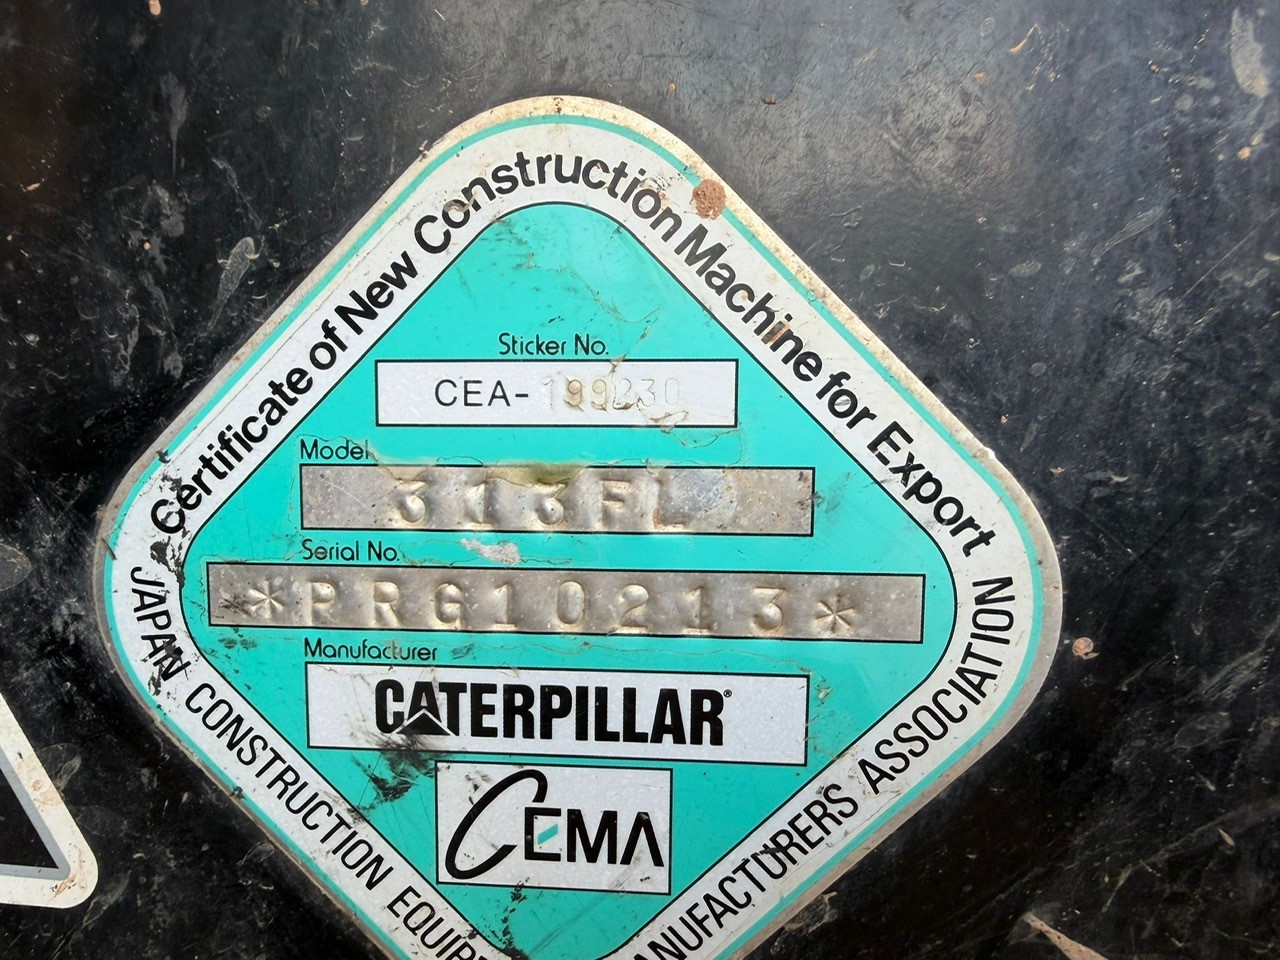 Certificate of New Construction Machine for Export
Sticker No.
CEA-199230
Model
313FL
Serial No.
*PRG10213*
Manufacturer
CATERPILLAR®
CEMA
JAPAN CONSTRUCTION
MANUFACTURERS ASSOCIATION